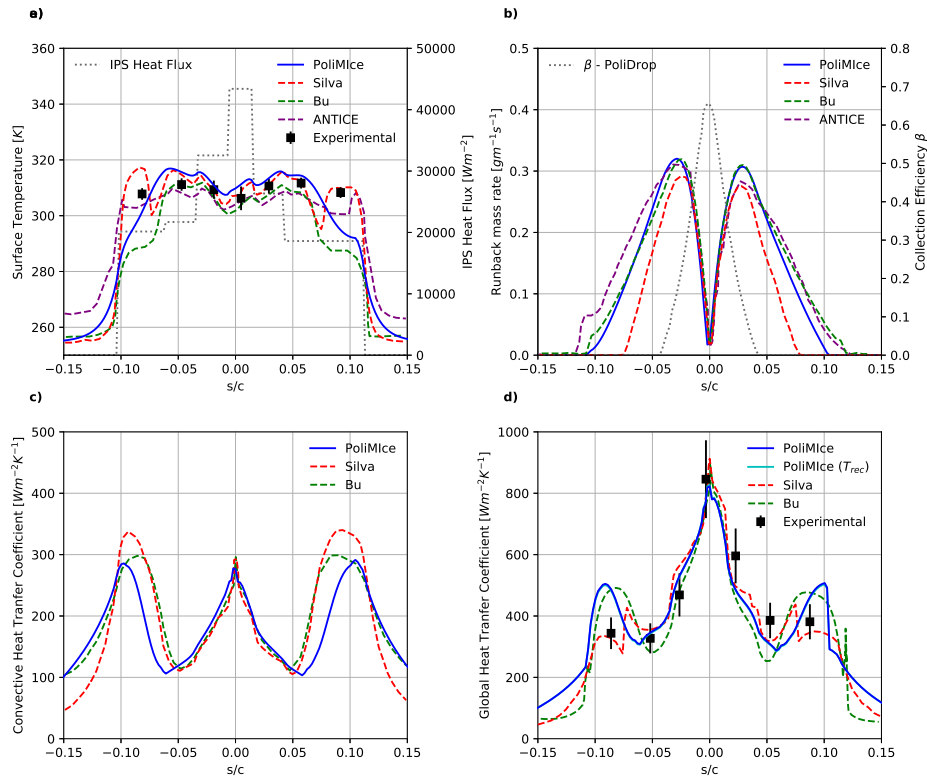 a)
360
340
320
300
280
260
Surface Temperature [K]
IPS Heat Flux
PoliMIce
Silva
Bu
ANTICE
Experimental
50000
40000
30000
20000
10000
0
IPS Heat Flux [Wm−2]
−0.15 −0.10 −0.05 0.00 0.05 0.10 0.15
s/c
b)
0.5
0.4
0.3
0.2
0.1
0.0
Runback mass rate [gm−1s−1]
β - PoliDrop
PoliMIce
Silva
Bu
ANTICE
0.8
0.7
0.6
0.5
0.4
0.3
0.2
0.1
0.0
Collection Efficiency β
−0.15 −0.10 −0.05 0.00 0.05 0.10 0.15
s/c
c)
500
400
300
200
100
0
Convective Heat Tranfer Coefficient [Wm−2K−1]
PoliMIce
Silva
Bu
−0.15 −0.10 −0.05 0.00 0.05 0.10 0.15
s/c
d)
1000
800
600
400
200
0
Global Heat Tranfer Coefficient [Wm−2K−1]
PoliMIce
PoliMIce (Trec)
Silva
Bu
Experimental
−0.15 −0.10 −0.05 0.00 0.05 0.10 0.15
s/c